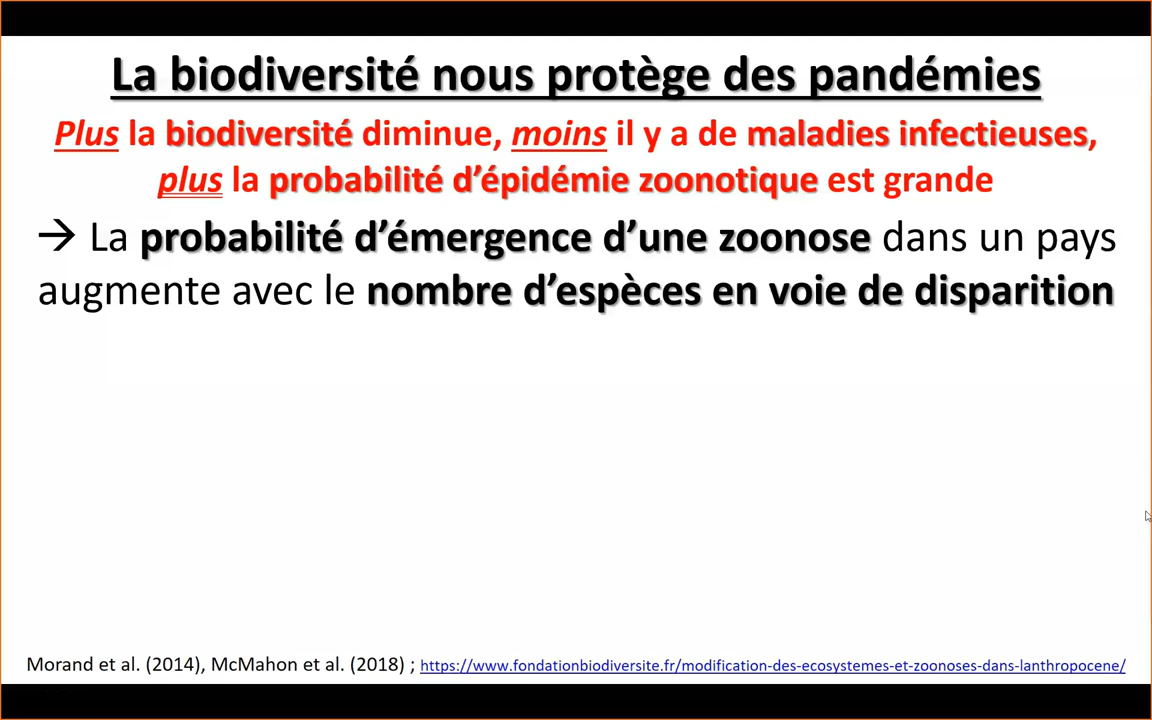 La biodiversité nous protège des pandémies
Plus la biodiversité diminue, moins il y a de maladies infectieuses,
plus la probabilité d’épidémie zoonotique est grande
→ La probabilité d’émergence d’une zoonose dans un pays
augmente avec le nombre d’espèces en voie de disparition
Morand et al. (2014), McMahon et al. (2018) ; https://www.fondationbiodiversite.fr/modification-des-ecosystemes-et-zoonoses-dans-lanthropocene/